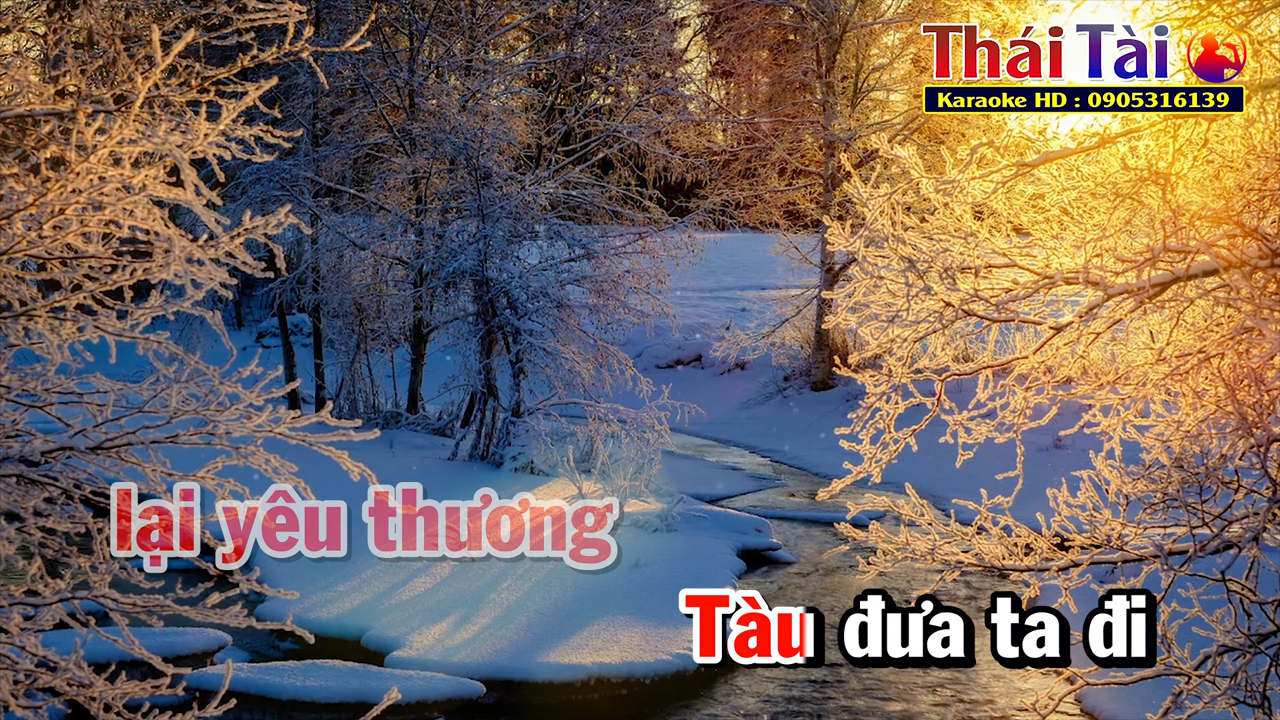 Thái Tài
Karaoke HD : 0905316139
lại yêu thương
Tàu đưa ta đi